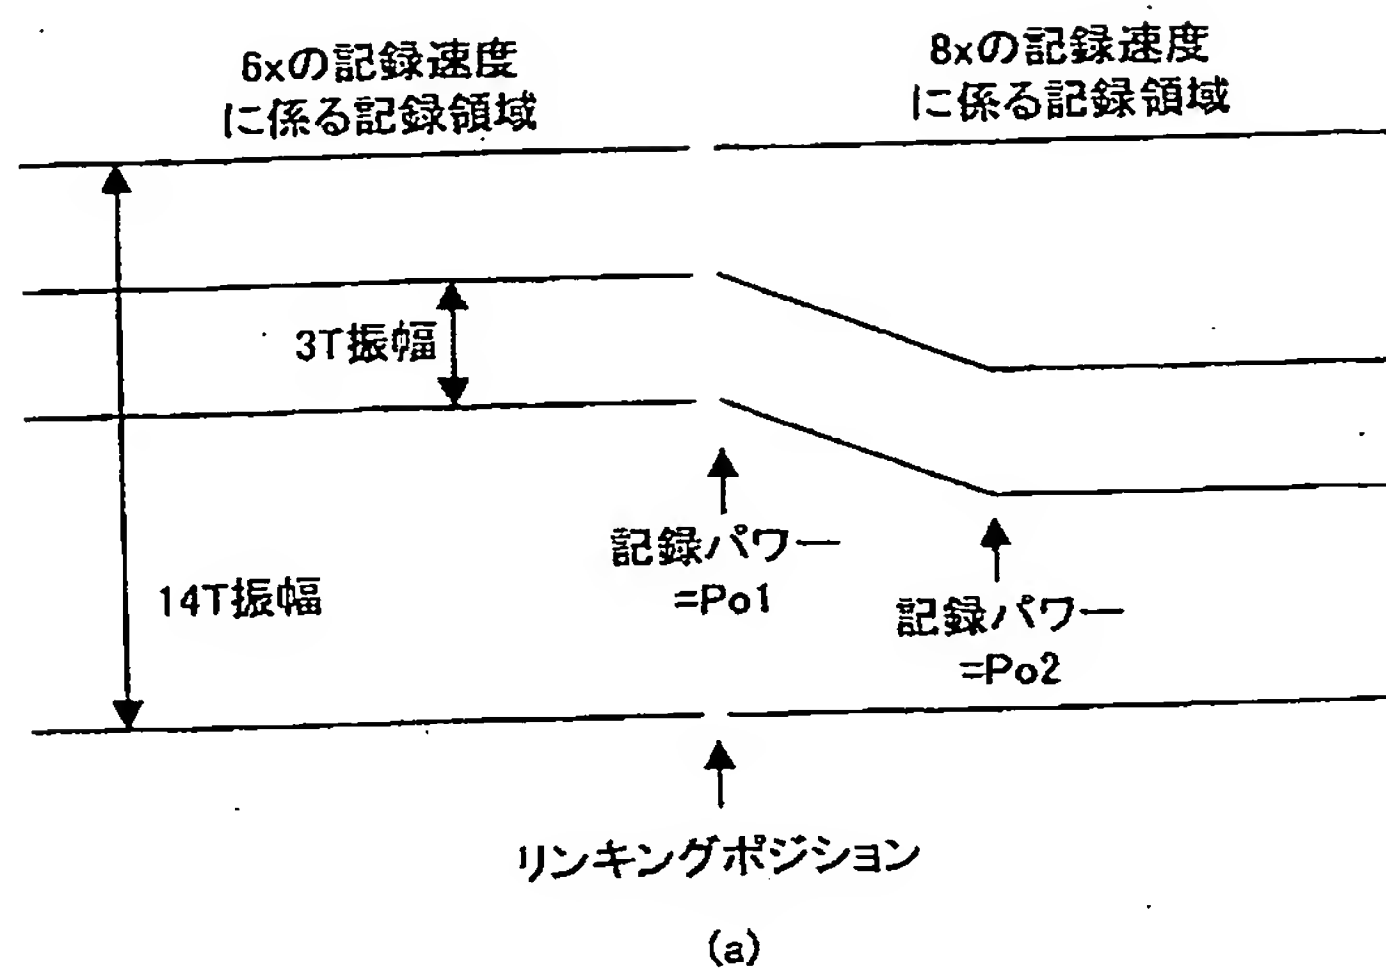 6xの記録速度
に係る記録領域
8xの記録速度
に係る記録領域
3T振幅
14T振幅
記録パワー
=Po1
記録パワー
=Po2
リンキングポジション
(a)